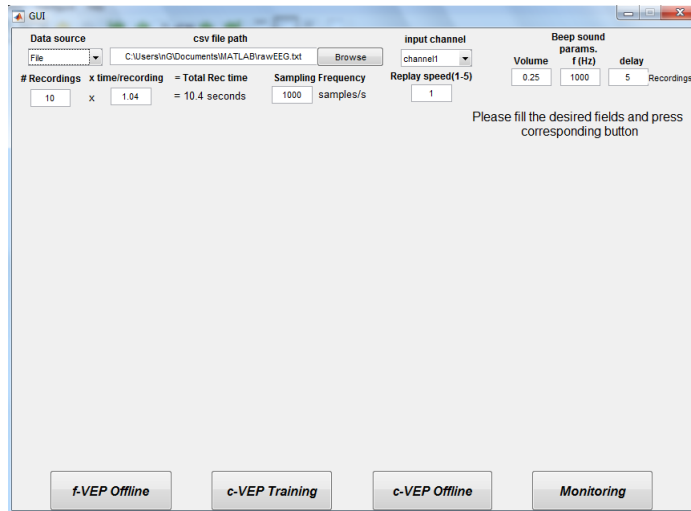 GUI
Data source csv file path input channel Beep sound params.
File C:\Users\nG\Documents\MATLAB\rawEEG.txt Browse channel1 Volume f (Hz) delay
# Recordings x time/recording = Total Rec time Sampling Frequency Replay speed(1-5) 0.25 1000 5 Recordings
10 x 1.04 = 10.4 seconds 1000 samples/s 1
Please fill the desired fields and press
corresponding button
f-VEP Offline c-VEP Training c-VEP Offline Monitoring